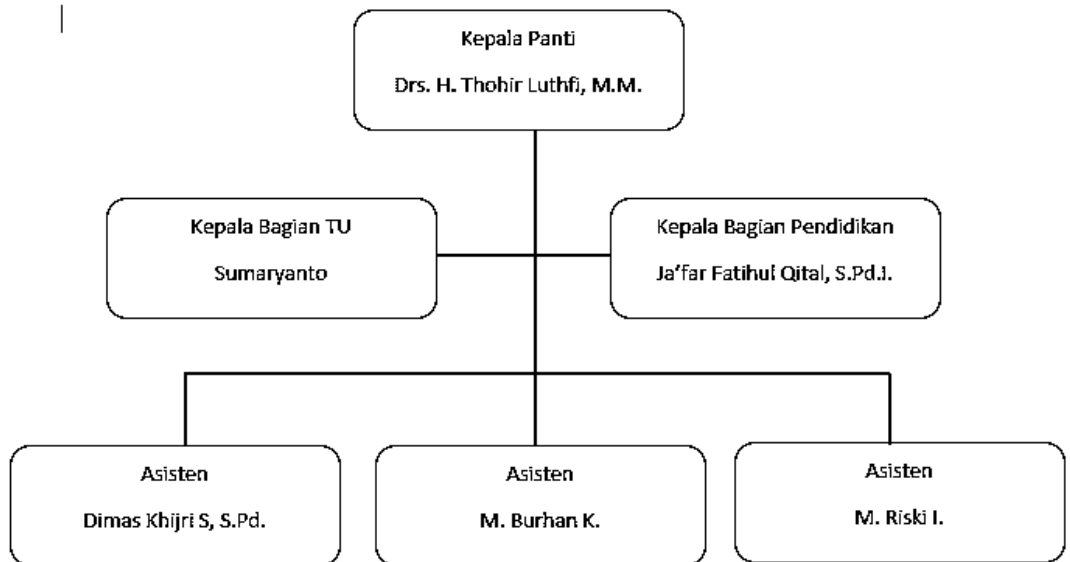 Kepala Panti
Drs. H. Thohir Luthfi, M.M.
Kepala Bagian TU
Sumaryanto
Kepala Bagian Pendidikan
Ja'far Fatihul Qital, S.Pd.I.
Asisten
Dimas Khijri S, S.Pd.
Asisten
M. Burhan K.
Asisten
M. Riski I.